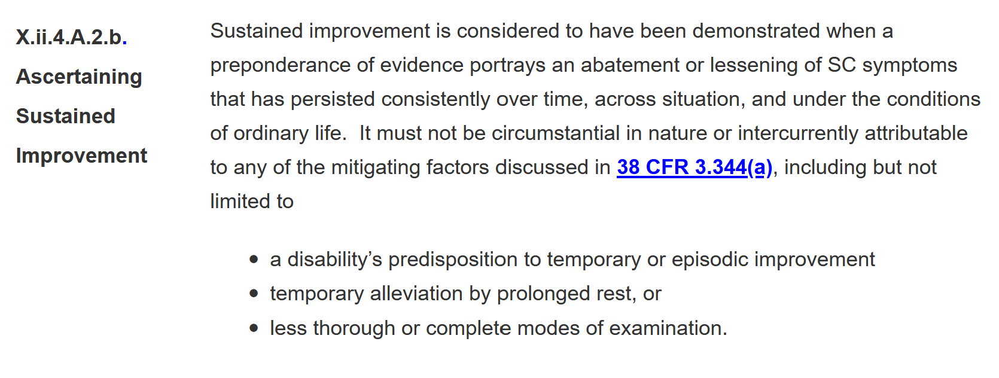 X.ii.4.A.2.b.
Ascertaining
Sustained
Improvement
Sustained improvement is considered to have been demonstrated when a
preponderance of evidence portrays an abatement or lessening of SC symptoms
that has persisted consistently over time, across situation, and under the conditions
of ordinary life.  It must not be circumstantial in nature or intercurrently attributable
to any of the mitigating factors discussed in 38 CFR 3.344(a), including but not
limited to
• a disability’s predisposition to temporary or episodic improvement
• temporary alleviation by prolonged rest, or
• less thorough or complete modes of examination.